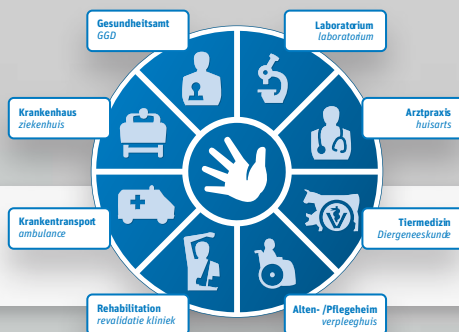 Gesundheitsamt
GGD
Laboratorium
laboratorium
Krankenhaus
ziekenhuis
Arztpraxis
huisarts
Krankentransport
ambulance
Tiermedizin
Diergeneeskunde
Rehabilitation
revalidatie kliniek
Alten- /Pflegeheim
verpleeghuis